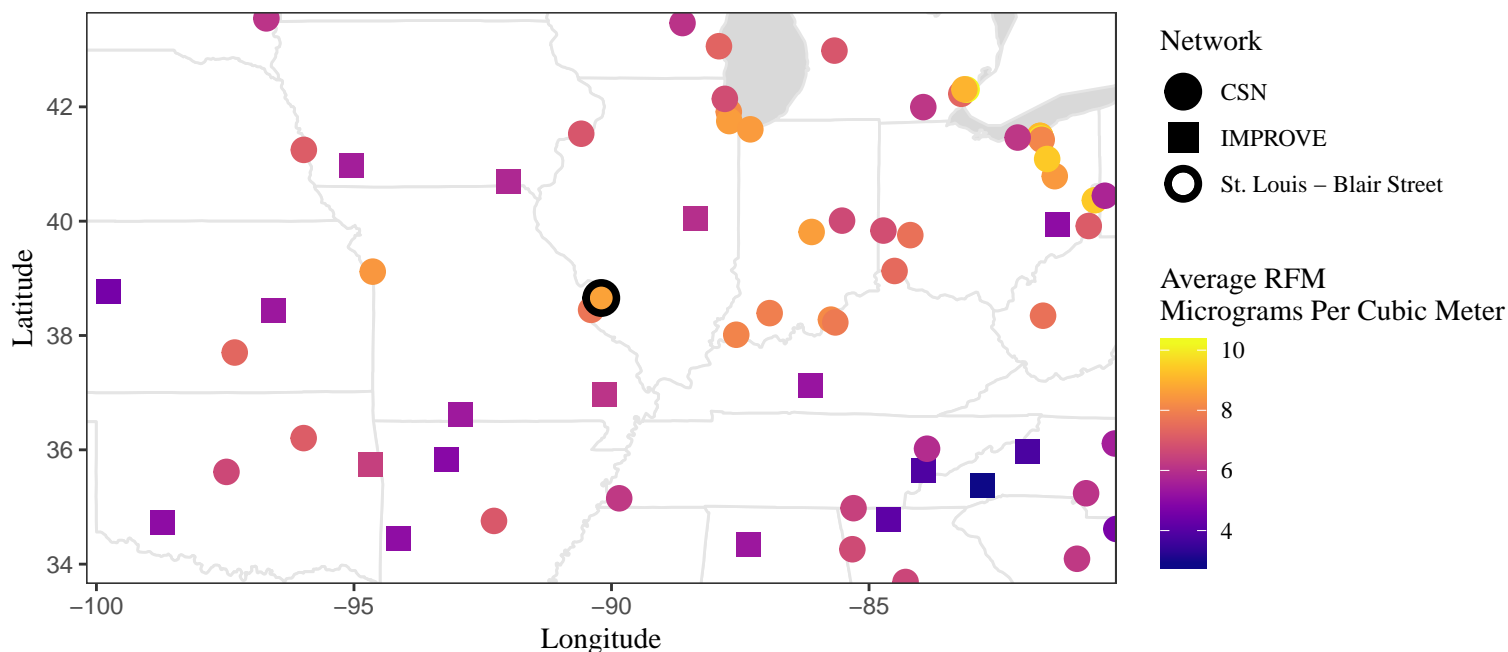 42
40
38
36
34
Latitude
−100
−95
−90
−85
Longitude
Network
CSN
IMPROVE
St. Louis − Blair Street
Average RFM
Micrograms Per Cubic Meter
10
8
6
4